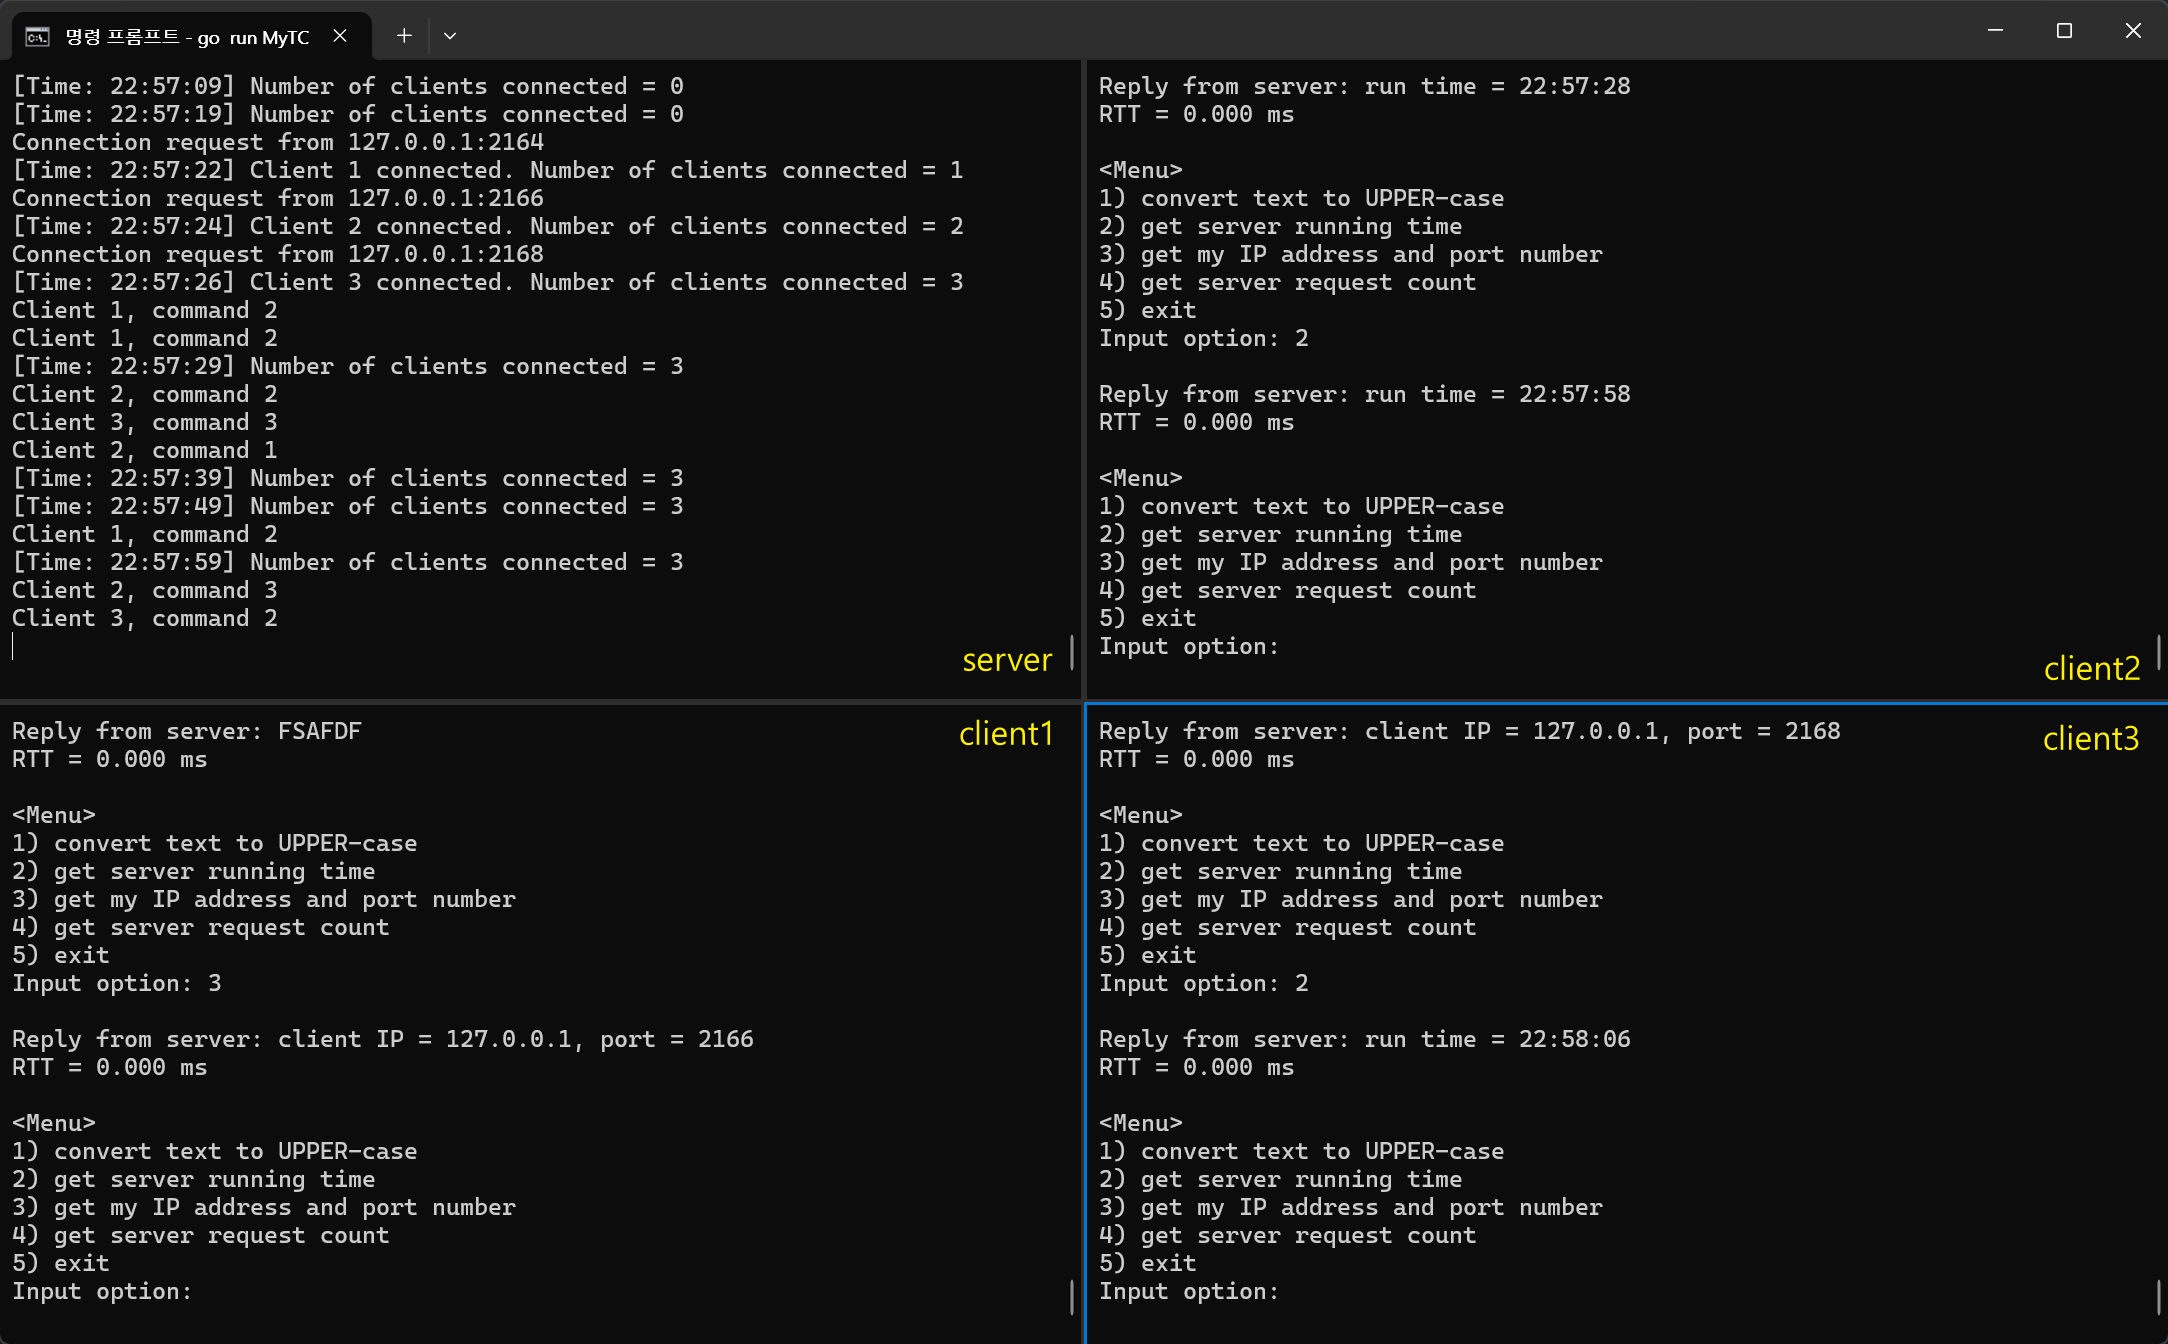 명령 프롬프트 - go  run MyTC
[Time: 22:57:09] Number of clients connected = 0
[Time: 22:57:19] Number of clients connected = 0
Connection request from 127.0.0.1:2164
[Time: 22:57:22] Client 1 connected. Number of clients connected = 1
Connection request from 127.0.0.1:2166
[Time: 22:57:24] Client 2 connected. Number of clients connected = 2
Connection request from 127.0.0.1:2168
[Time: 22:57:26] Client 3 connected. Number of clients connected = 3
Client 1, command 2
Client 1, command 2
[Time: 22:57:29] Number of clients connected = 3
Client 2, command 2
Client 3, command 3
Client 2, command 1
[Time: 22:57:39] Number of clients connected = 3
[Time: 22:57:49] Number of clients connected = 3
Client 1, command 2
[Time: 22:57:59] Number of clients connected = 3
Client 2, command 3
Client 3, command 2
server
Reply from server: run time = 22:57:28
RTT = 0.000 ms
<Menu>
1) convert text to UPPER-case
2) get server running time
3) get my IP address and port number
4) get server request count
5) exit
Input option: 2
Reply from server: run time = 22:57:58
RTT = 0.000 ms
<Menu>
1) convert text to UPPER-case
2) get server running time
3) get my IP address and port number
4) get server request count
5) exit
Input option:
client2
Reply from server: FSAFDF
client1
RTT = 0.000 ms
<Menu>
1) convert text to UPPER-case
2) get server running time
3) get my IP address and port number
4) get server request count
5) exit
Input option: 3
Reply from server: client IP = 127.0.0.1, port = 2166
RTT = 0.000 ms
<Menu>
1) convert text to UPPER-case
2) get server running time
3) get my IP address and port number
4) get server request count
5) exit
Input option:
Reply from server: client IP = 127.0.0.1, port = 2168
client3
RTT = 0.000 ms
<Menu>
1) convert text to UPPER-case
2) get server running time
3) get my IP address and port number
4) get server request count
5) exit
Input option: 2
Reply from server: run time = 22:58:06
RTT = 0.000 ms
<Menu>
1) convert text to UPPER-case
2) get server running time
3) get my IP address and port number
4) get server request count
5) exit
Input option: